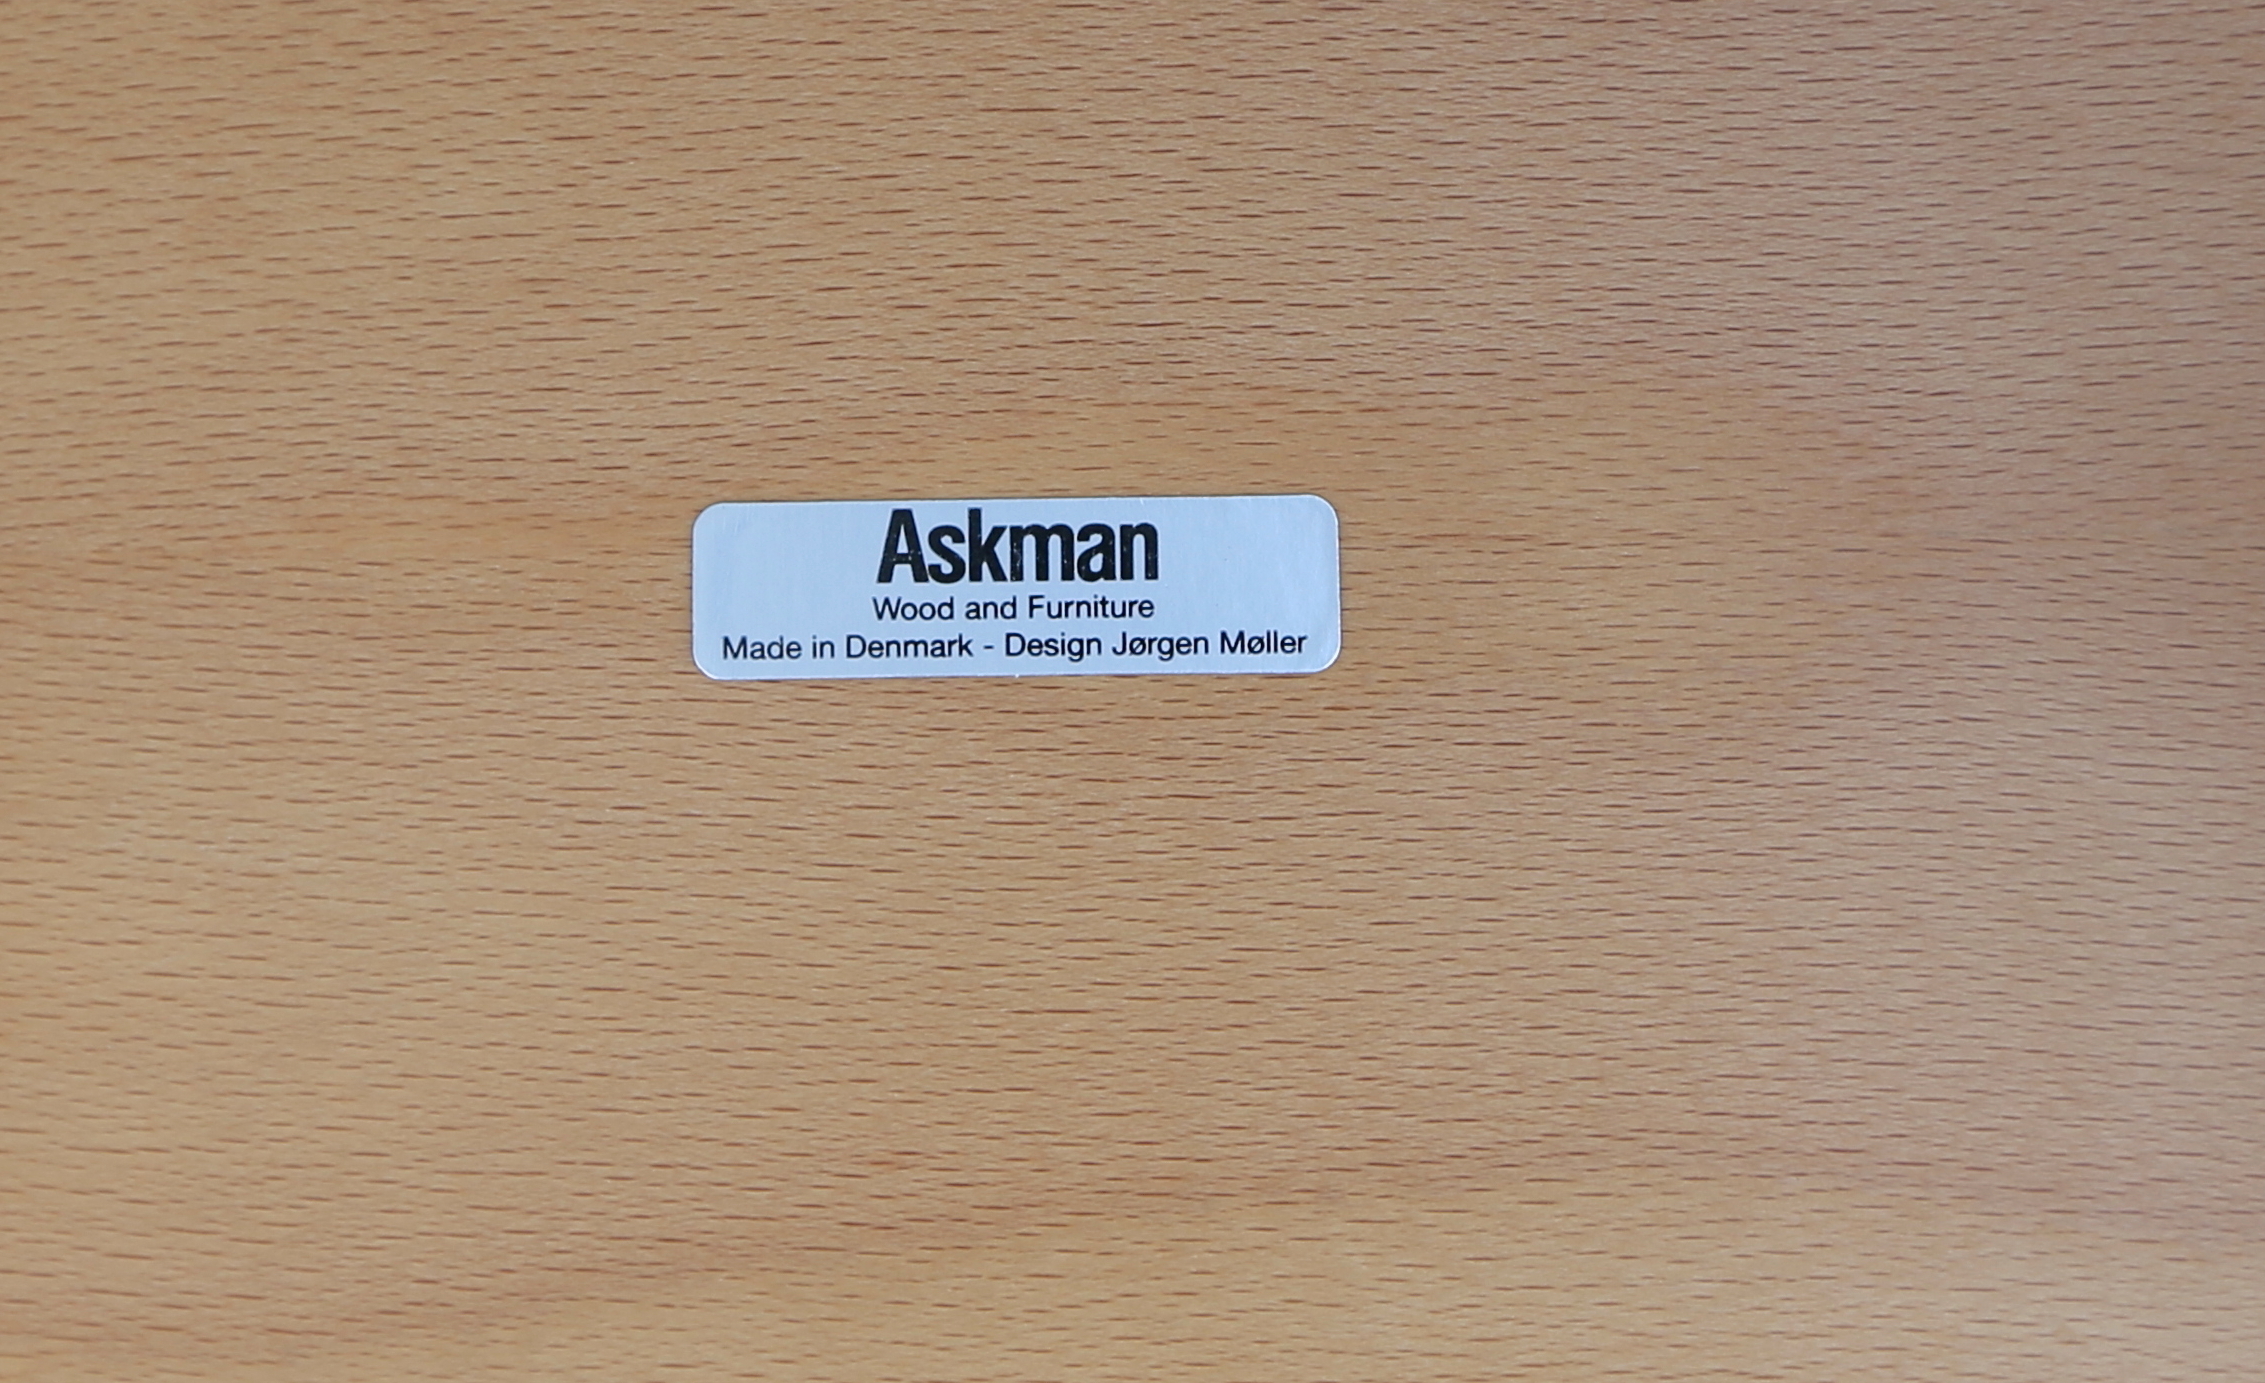 Askman
Wood and Furniture
Made in Denmark - Design Jørgen Møller